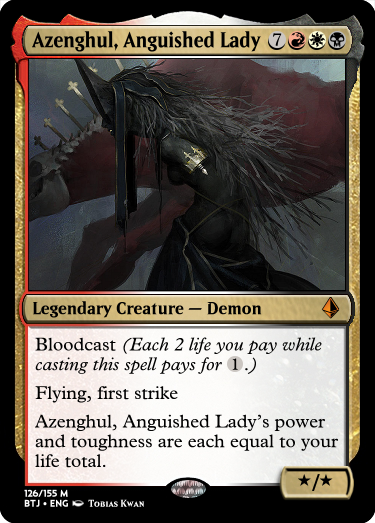 Azenghul, Anguished Lady 7
Legendary Creature — Demon
Bloodcast (Each 2 life you pay while
casting this spell pays for 1.)
Flying, first strike
Azenghul, Anguished Lady's power
and toughness are each equal to your
life total.
★/★
126/155 M
BTJ • ENG Tobias Kwan